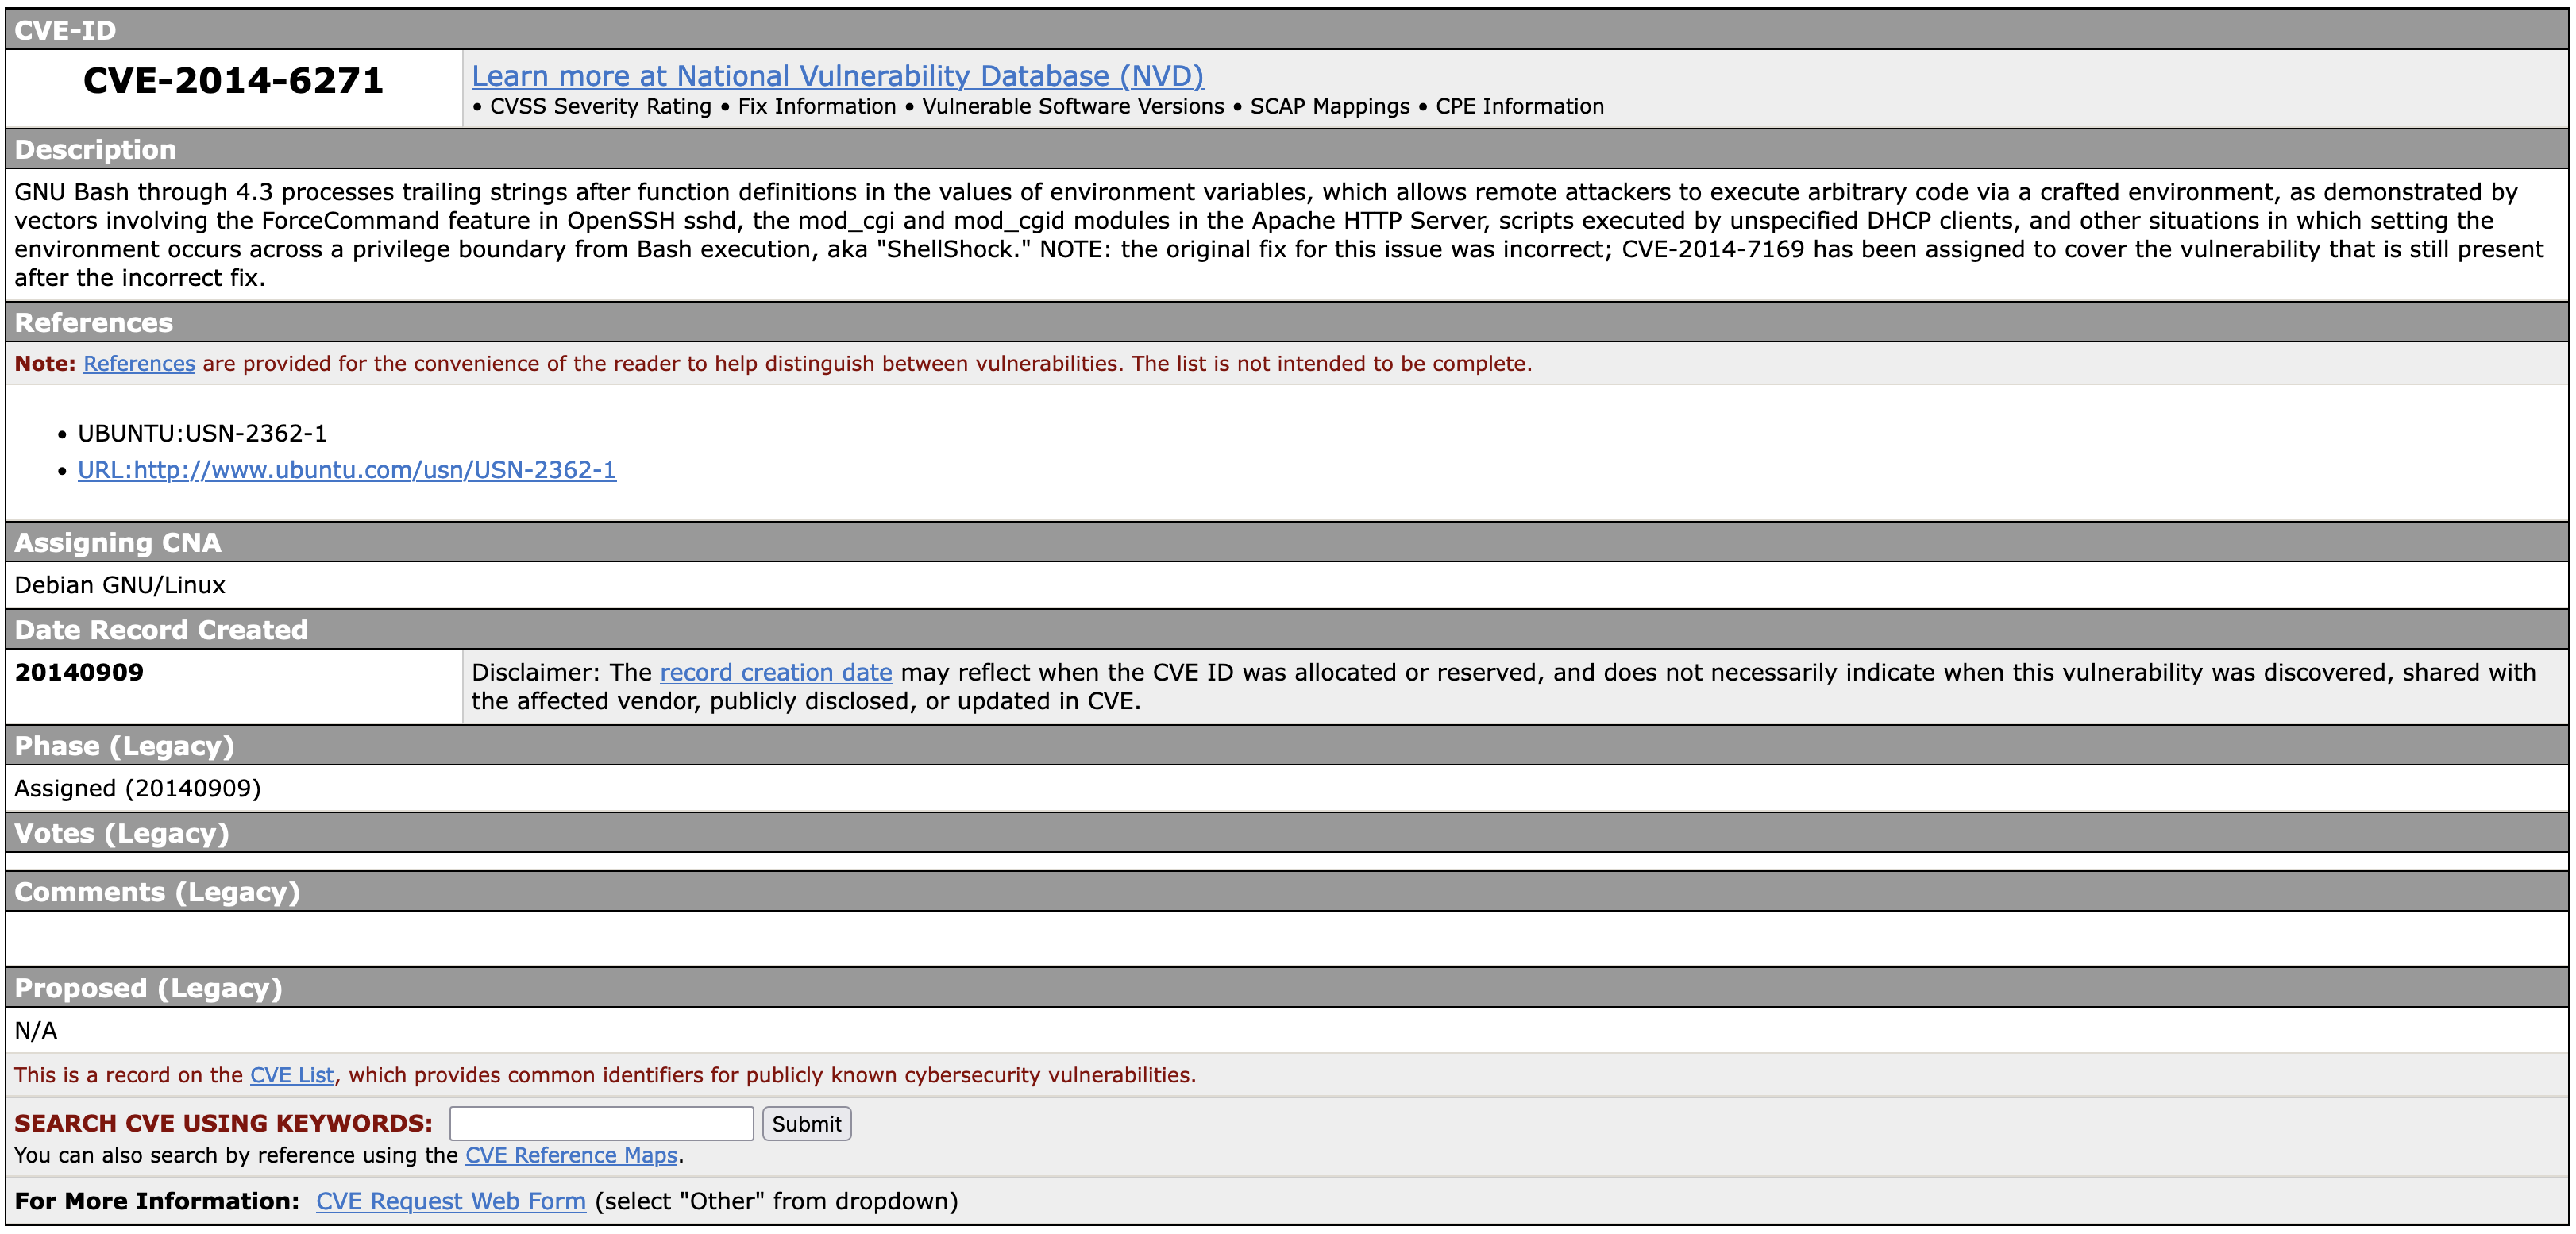 CVE-ID
CVE-2014-6271
Learn more at National Vulnerability Database (NVD)
• CVSS Severity Rating • Fix Information • Vulnerable Software Versions • SCAP Mappings • CPE Information
Description
GNU Bash through 4.3 processes trailing strings after function definitions in the values of environment variables, which allows remote attackers to execute arbitrary code via a crafted environment, as demonstrated by
vectors involving the ForceCommand feature in OpenSSH sshd, the mod_cgi and mod_cgid modules in the Apache HTTP Server, scripts executed by unspecified DHCP clients, and other situations in which setting the
environment occurs across a privilege boundary from Bash execution, aka "ShellShock." NOTE: the original fix for this issue was incorrect; CVE-2014-7169 has been assigned to cover the vulnerability that is still present
after the incorrect fix.
References
Note: References are provided for the convenience of the reader to help distinguish between vulnerabilities. The list is not intended to be complete.
• UBUNTU:USN-2362-1
• URL:http://www.ubuntu.com/usn/USN-2362-1
Assigning CNA
Debian GNU/Linux
Date Record Created
20140909
Disclaimer: The record creation date may reflect when the CVE ID was allocated or reserved, and does not necessarily indicate when this vulnerability was discovered, shared with
the affected vendor, publicly disclosed, or updated in CVE.
Phase (Legacy)
Assigned (20140909)
Votes (Legacy)
Comments (Legacy)
Proposed (Legacy)
N/A
This is a record on the CVE List, which provides common identifiers for publicly known cybersecurity vulnerabilities.
SEARCH CVE USING KEYWORDS: Submit
You can also search by reference using the CVE Reference Maps.
For More Information: CVE Request Web Form (select "Other" from dropdown)